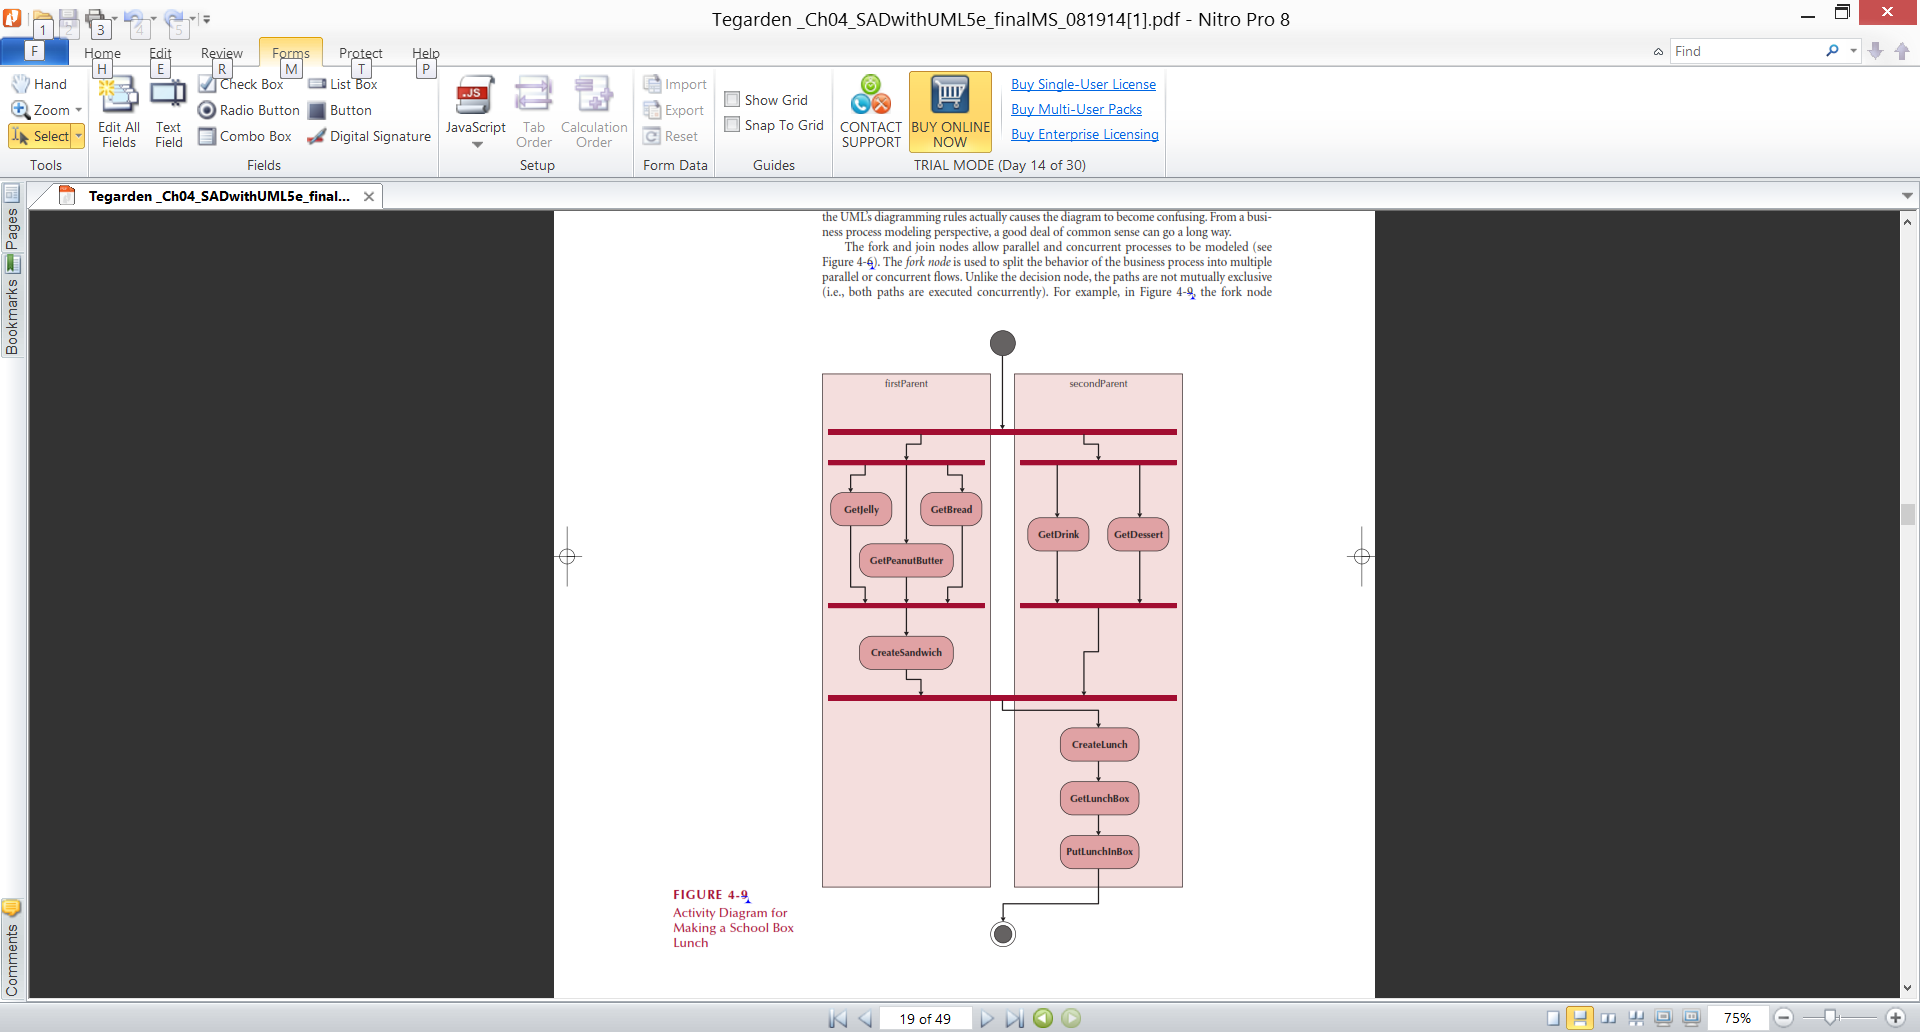 Tegarden _Ch04_SADwithUML5e_finalMS_081914[1].pdf - Nitro Pro 8
1 2 3 4 5
F
Home Edit Review Forms Protect Help
H E R M T P
Find
Hand
Zoom
Select
Tools
Edit All Fields
Text Field
Check Box
Radio Button
Combo Box
List Box
Button
Digital Signature
Fields
.JS
JavaScript
Tab Order
Calculation Order
Setup
Import
Export
Reset
Form Data
Show Grid
Snap To Grid
Guides
CONTACT SUPPORT
BUY ONLINE NOW
Buy Single-User License
Buy Multi-User Packs
Buy Enterprise Licensing
TRIAL MODE (Day 14 of 30)
Tegarden _Ch04_SADwithUML5e_final...
Pages
Bookmarks
Comments
the UML's diagramming rules actually causes the diagram to become confusing. From a busi-
ness process modeling perspective, a good deal of common sense can go a long way.
The fork and join nodes allow parallel and concurrent processes to be modeled (see
Figure 4-6). The fork node is used to split the behavior of the business process into multiple
parallel or concurrent flows. Unlike the decision node, the paths are not mutually exclusive
(i.e., both paths are executed concurrently). For example, in Figure 4-9, the fork node
firstParent
secondParent
GetJelly
GetBread
GetPeanutButter
GetDrink
GetDessert
CreateSandwich
CreateLunch
GetLunchBox
PutLunchInBox
FIGURE 4-9
Activity Diagram for
Making a School Box
Lunch
19 of 49
75%